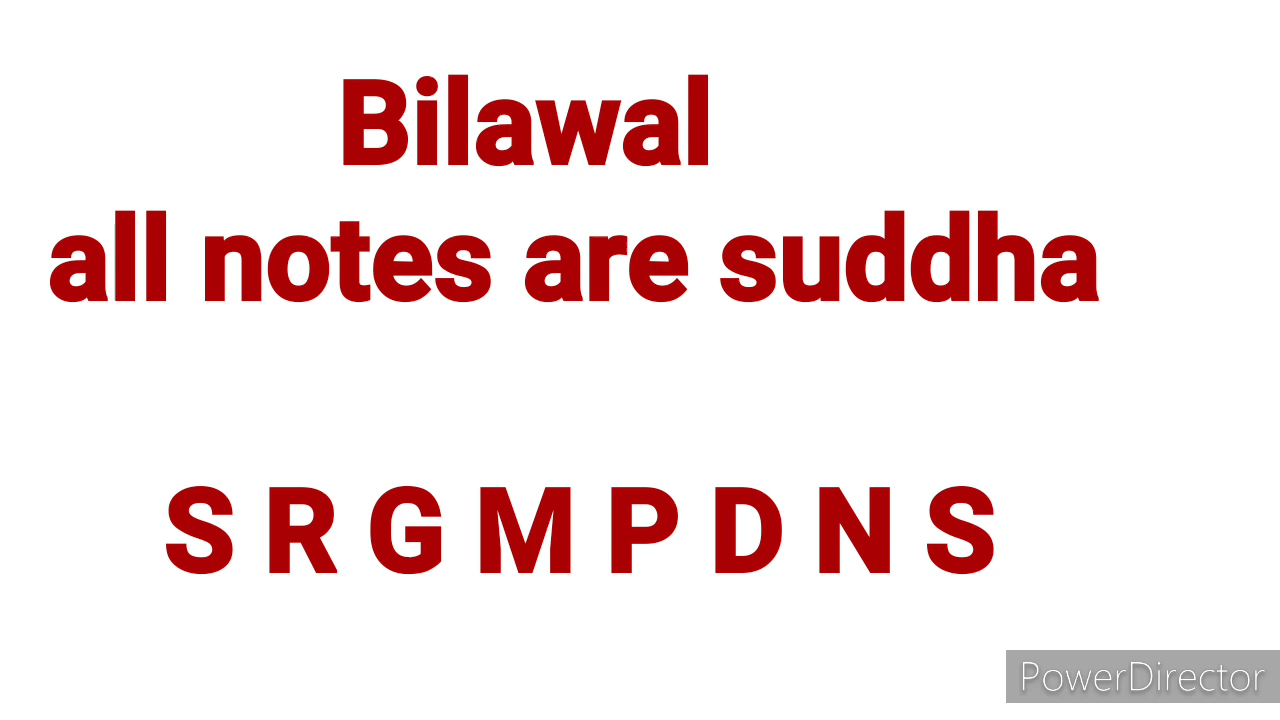 Bilawal
all notes are suddha
S R G M P D N S
PowerDirector